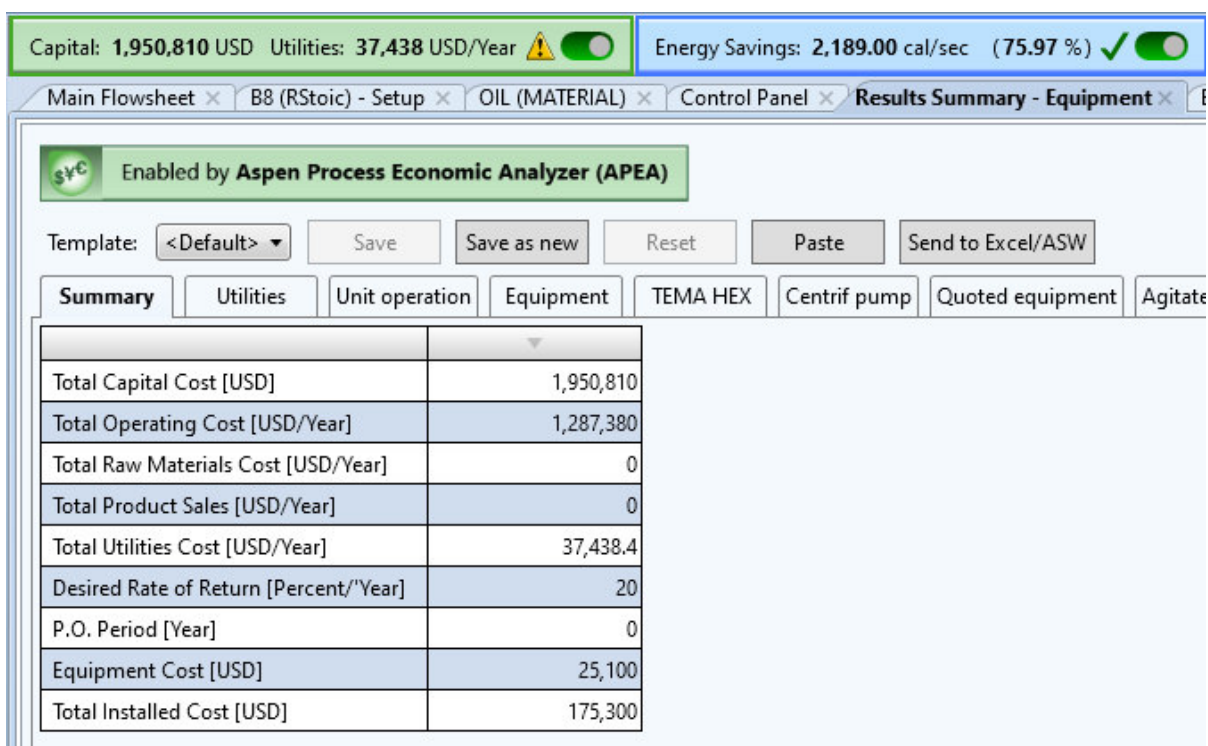 Capital: 1,950,810 USD Utilities: 37,438 USD/Year
Energy Savings: 2,189.00 cal/sec (75.97 %)
Main Flowsheet
B8 (RStoic) - Setup
OIL (MATERIAL)
Control Panel
Results Summary - Equipment
$¥€
Enabled by Aspen Process Economic Analyzer (APEA)
Template: <Default> Save Save as new Reset Paste Send to Excel/ASW
Summary Utilities Unit operation Equipment TEMA HEX Centrif pump Quoted equipment Agitate
Total Capital Cost [USD] 1,950,810
Total Operating Cost [USD/Year] 1,287,380
Total Raw Materials Cost [USD/Year] 0
Total Product Sales [USD/Year] 0
Total Utilities Cost [USD/Year] 37,438.4
Desired Rate of Return [Percent/'Year] 20
P.O. Period [Year] 0
Equipment Cost [USD] 25,100
Total Installed Cost [USD] 175,300